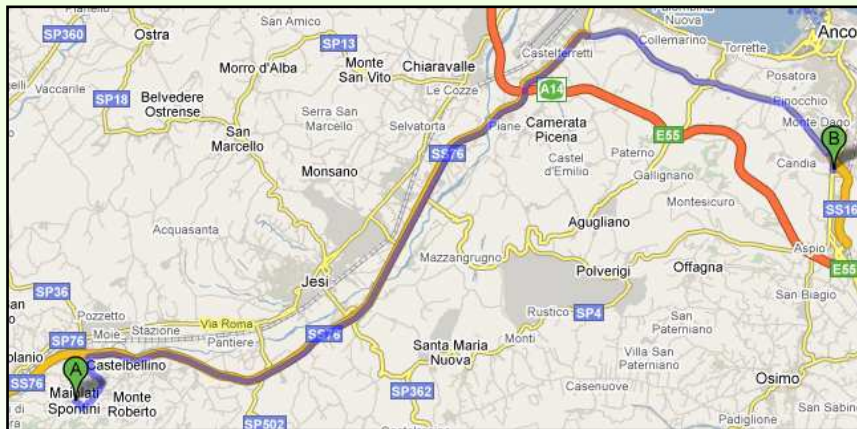 SP360
Ostra
San Amico
Palombina
Nuova
SP13
Castelferretti
Collemarino
Torrette
Vaccarile
Morro d'Alba
Monte
San Vito
Chiaravalle
Le Cozze
A14
Posatora
SP18
Belvedere
Ostrense
Serra San
Marcello
Selvatorta
Piane
Camerata
Picena
Pinocchio
Monte Dago
San
Marcello
SS76
E55
B
Monsano
Castel
d'Emilio
Paterno
Candia
Gallignano
Acquasanta
Montesicuro
SS16
Agugliano
Mazzangrugno
Aspio
Jesi
Polverigi
Offagna
E55
SP36
Pozzetto
San Biagio
Via Roma
Rustico
SP4
San
Paterniano
SP76
Moie
Stazione
Pantiere
SS76
Santa Maria
Nuova
Monti
Castelbellino
Villa San
Paterniano
SS76
A
Maiolati
Spontini
Monte
Roberto
SP362
Casenuove
Osimo
SP502
Padiglione